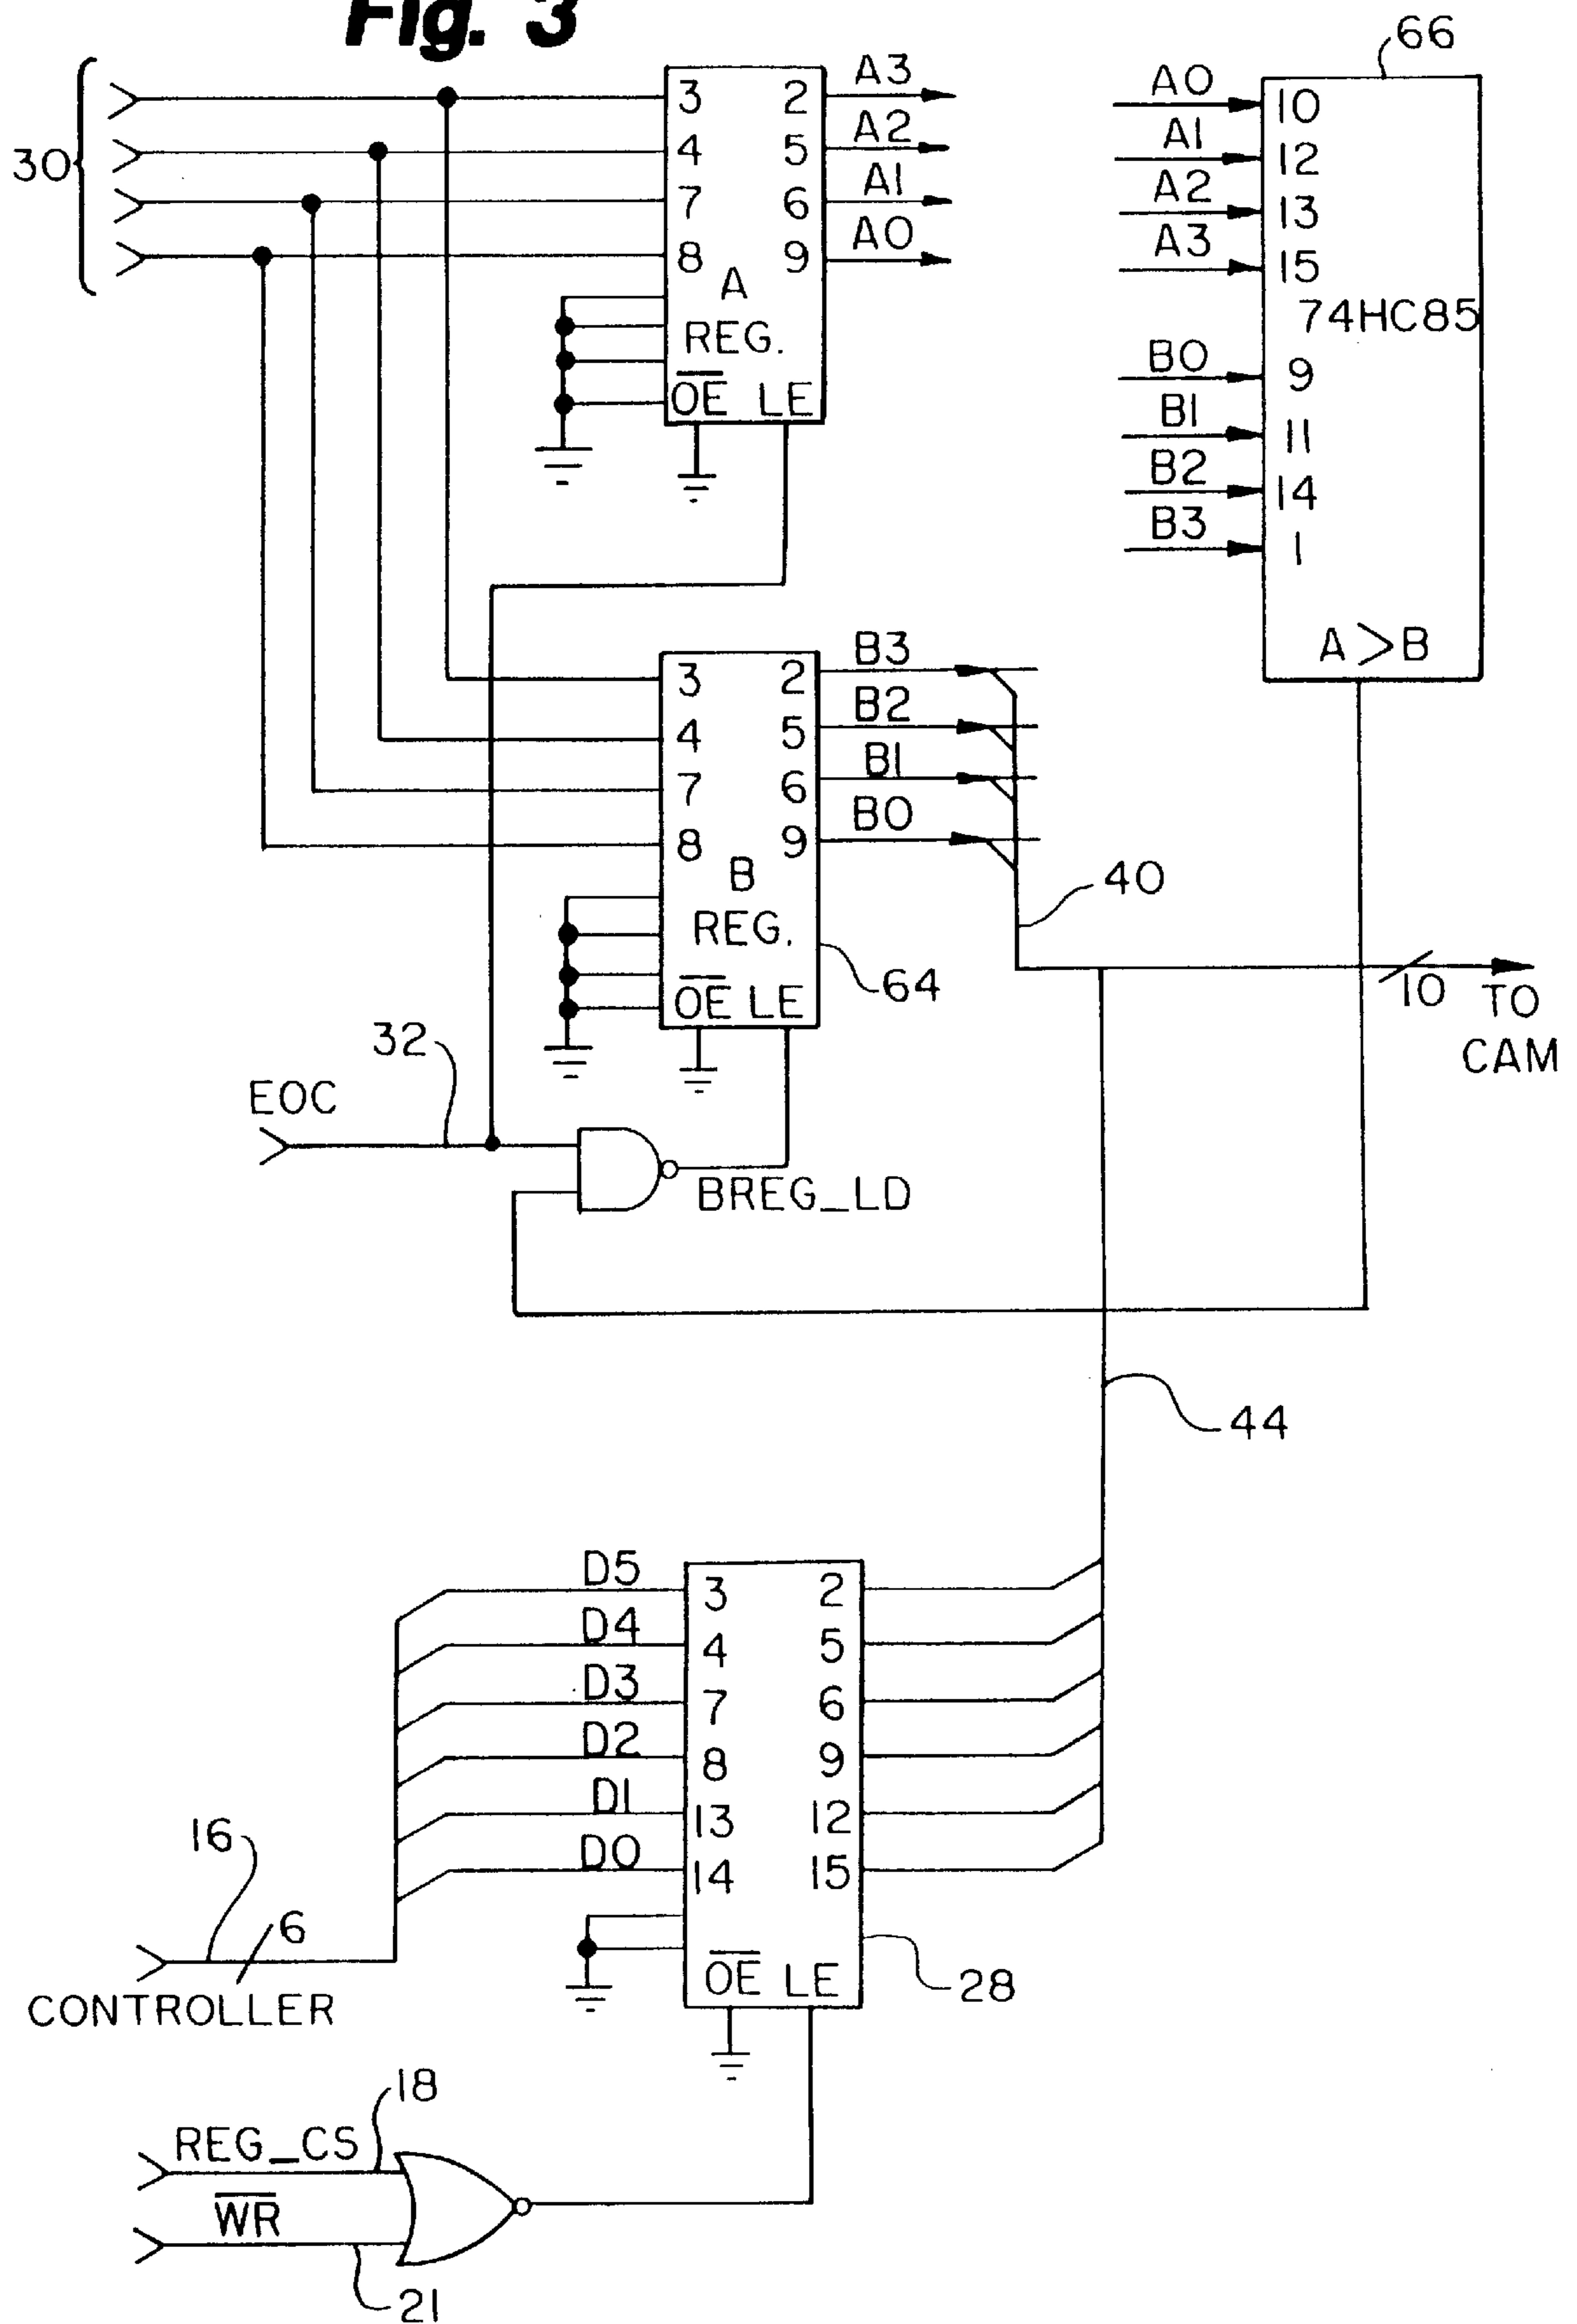 Fig. 3
30
3 2 A3
4 5 A2
7 6 A1
8 9 A0
A
REG.
OE LE
66
A0 10
A1 12
A2 13
A3 15
74HC85
B0 9
B1 11
B2 14
B3 1
A>B
3 2 B3
4 5 B2
7 6 B1
8 9 B0
B
REG.
OE LE
64
40
10
TO
CAM
32
EOC
BREG_LD
44
D5 3 2
D4 4 5
D3 7 6
D2 8 9
D1 13 12
D0 14 15
16
6
CONTROLLER
OE LE
28
18
REG_CS
WR
21